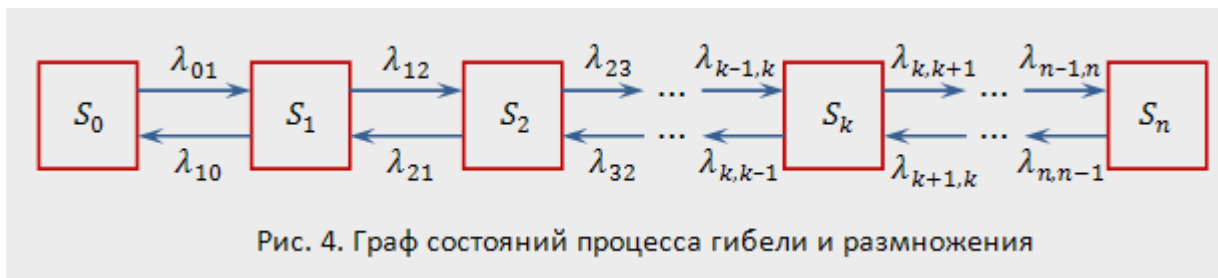 λ₀₁ λ₁₂ λ₂₃ λₖ₋₁,ₖ λₖ,ₖ₊₁ λₙ₋₁,ₙ
S₀ S₁ S₂ ... ... Sₖ ... ... Sₙ
λ₁₀ λ₂₁ λ₃₂ λₖ,ₖ₋₁ λₖ₊₁,ₖ λₙ,ₙ₋₁
Рис. 4. Граф состояний процесса гибели и размножения